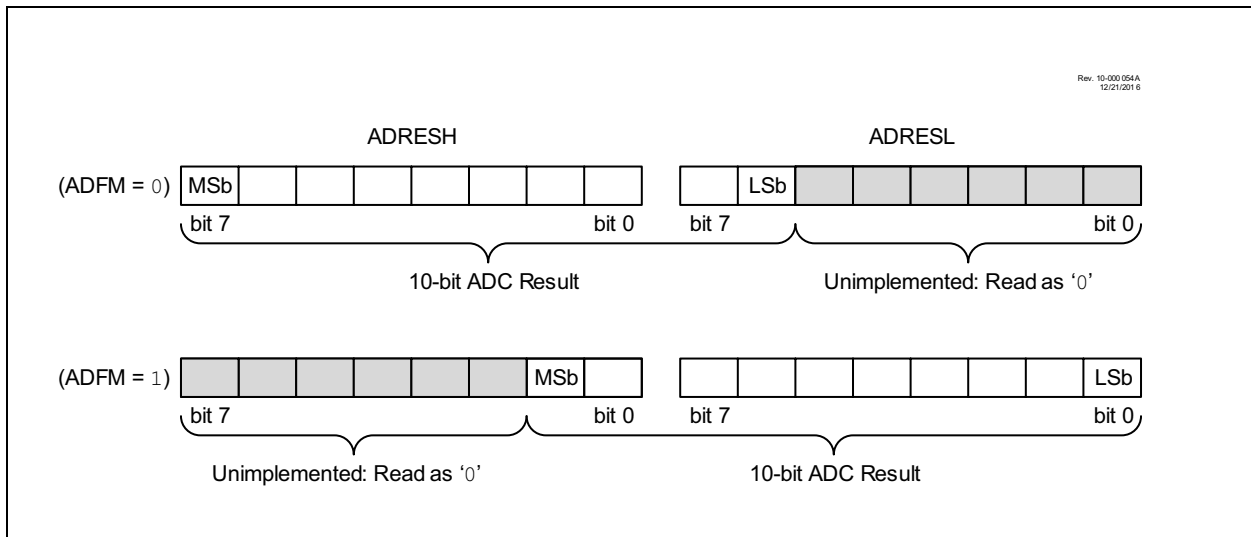 Rev. 10-000 054A
12/21/201 6
ADRESH ADRESL
(ADFM = 0) MSb LSb
bit 7 bit 0 bit 7 bit 0
10-bit ADC Result Unimplemented: Read as ‘0’
(ADFM = 1) MSb LSb
bit 7 bit 0 bit 7 bit 0
Unimplemented: Read as ‘0’ 10-bit ADC Result